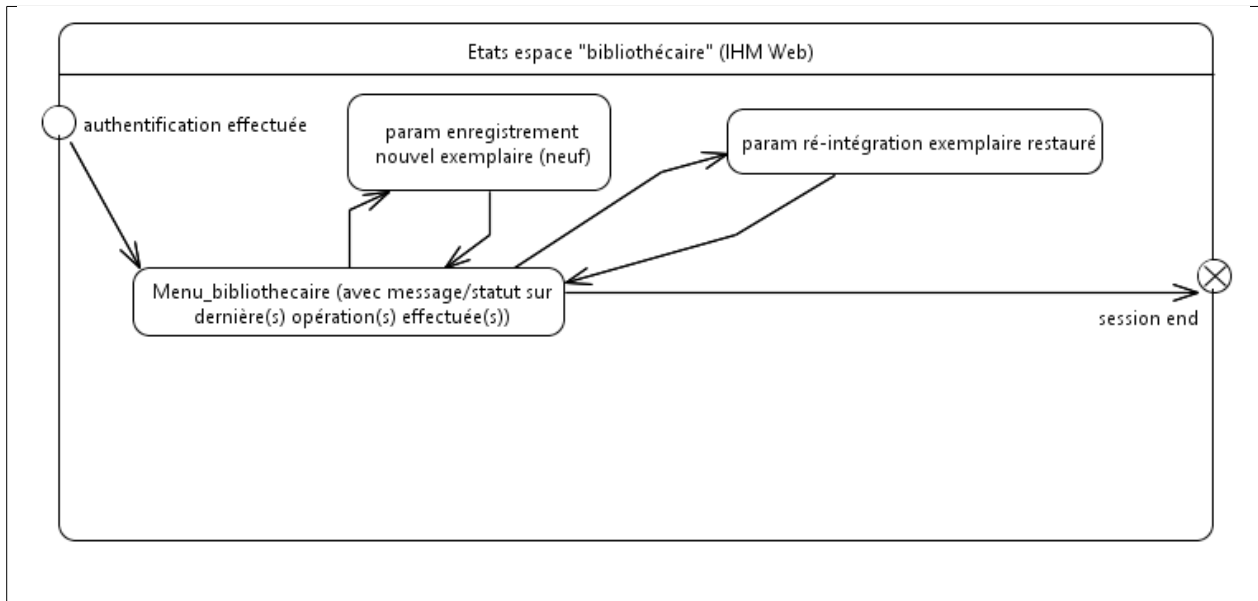 Etats espace "bibliothécaire" (IHM Web)
authentification effectuée
param enregistrement
nouvel exemplaire (neuf)
param ré-intégration exemplaire restauré
Menu_bibliothecaire (avec message/statut sur
dernière(s) opération(s) effectuée(s))
session end